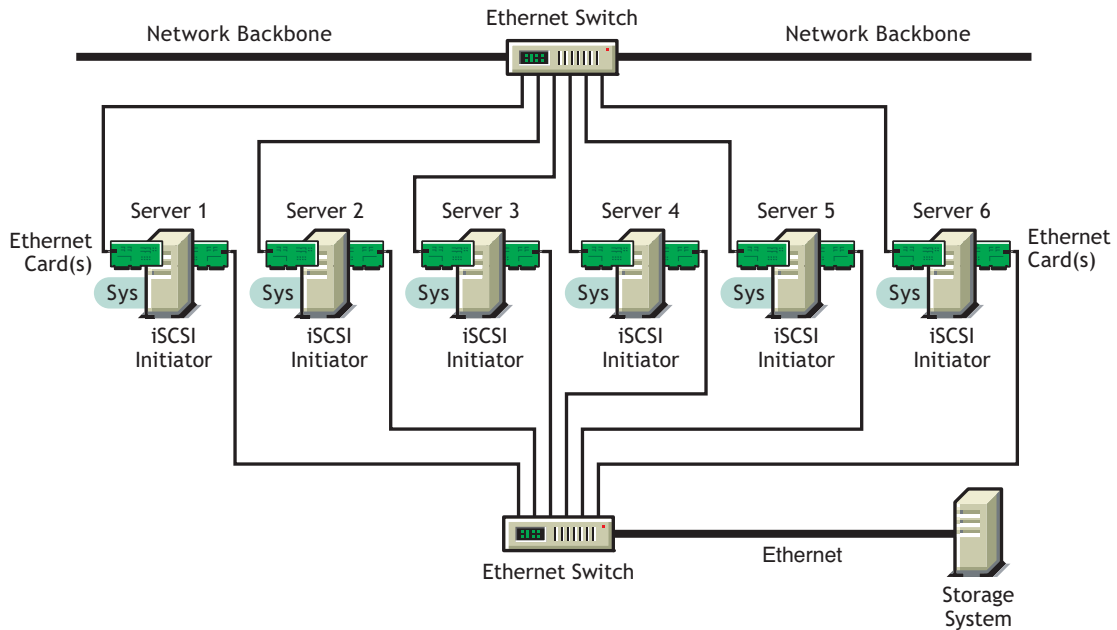 Ethernet Switch
Network Backbone
Network Backbone
Server 1
Server 2
Server 3
Server 4
Server 5
Server 6
Ethernet
Card(s)
Ethernet
Card(s)
Sys
Sys
Sys
Sys
Sys
Sys
iSCSI
Initiator
iSCSI
Initiator
iSCSI
Initiator
iSCSI
Initiator
iSCSI
Initiator
iSCSI
Initiator
Ethernet
Ethernet Switch
Storage
System